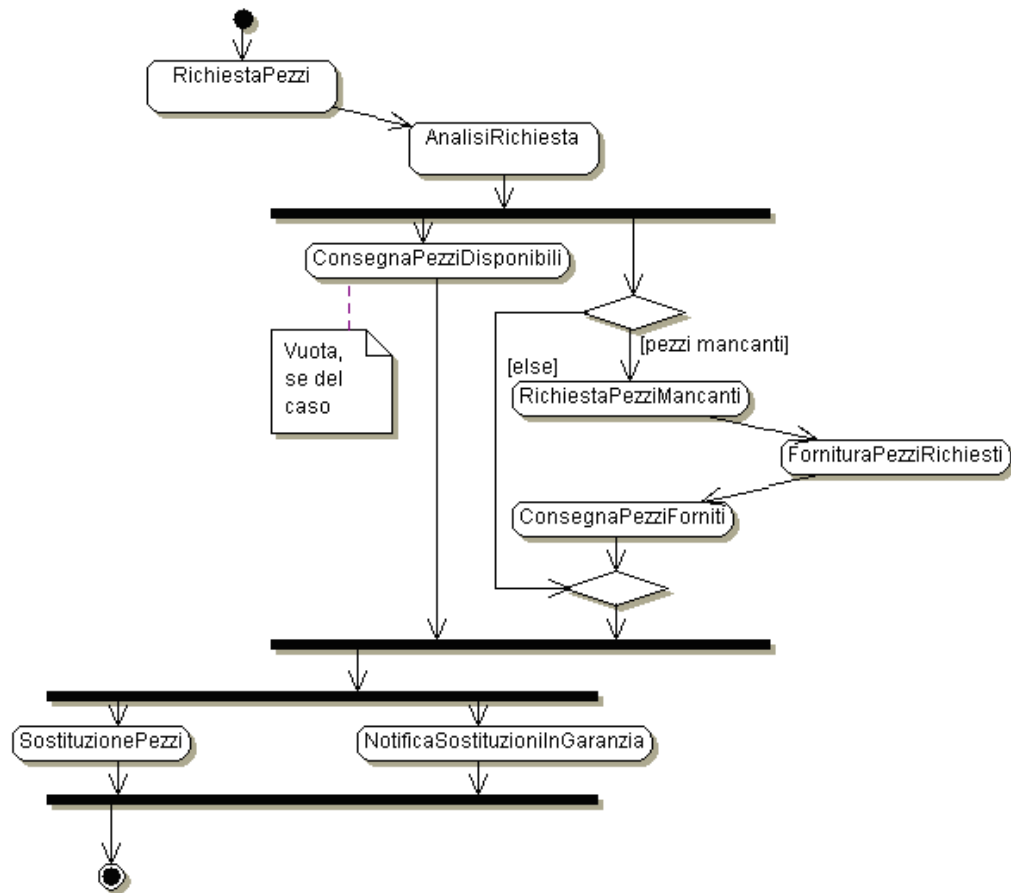 RichiestaPezzi
AnalisiRichiesta
ConsegnaPezziDisponibili
Vuota,
se del
caso
[pezzi mancanti]
[else]
RichiestaPezziMancanti
FornituraPezziRichiesti
ConsegnaPezziForniti
SostituzionePezzi
NotificaSostituzioniInGaranzia